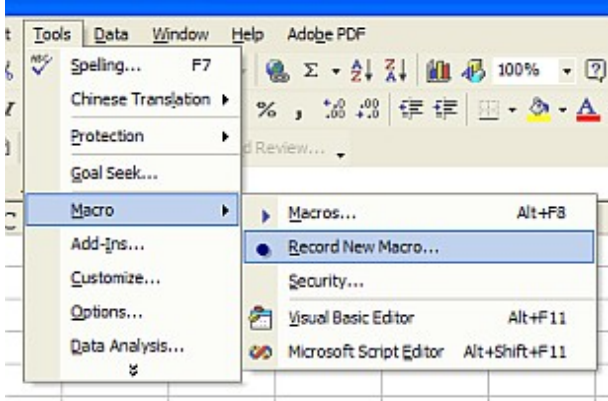 Tools Data Window Help Adobe PDF
Spelling... F7
Σ 100%
Chinese Translation
% , .00 .00
Protection
d Review...
Goal Seek...
C
Macro
Macros... Alt+F8
Add-Ins...
Record New Macro...
Customize...
Security...
Options...
Visual Basic Editor Alt+F11
Data Analysis...
Microsoft Script Editor Alt+Shift+F11